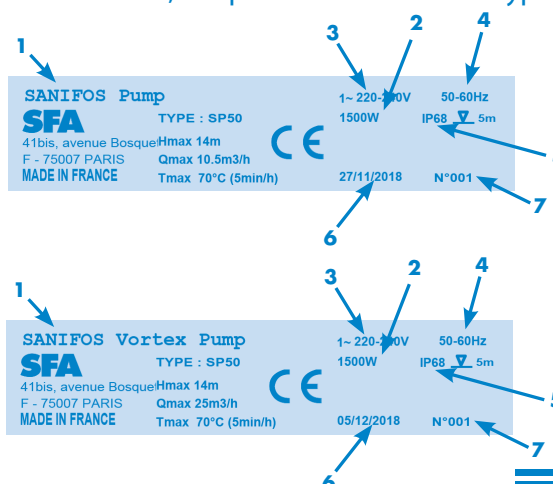 3 2 4
1
SANIFOS Pump 1~ 220-240V 50-60Hz
SFA TYPE : SP50 1500W IP68 5m
41bis, avenue Bosquet Hmax 14m CE
F - 75007 PARIS Qmax 10.5m3/h
MADE IN FRANCE Tmax 70°C (5min/h) 27/11/2018 N°001
7
6
3 2 4
1
SANIFOS Vortex Pump 1~ 220-240V 50-60Hz
SFA TYPE : SP50 1500W IP68 5m
41bis, avenue Bosquet Hmax 14m CE
F - 75007 PARIS Qmax 25m3/h 5
MADE IN FRANCE Tmax 70°C (5min/h) 05/12/2018 N°001
7
6